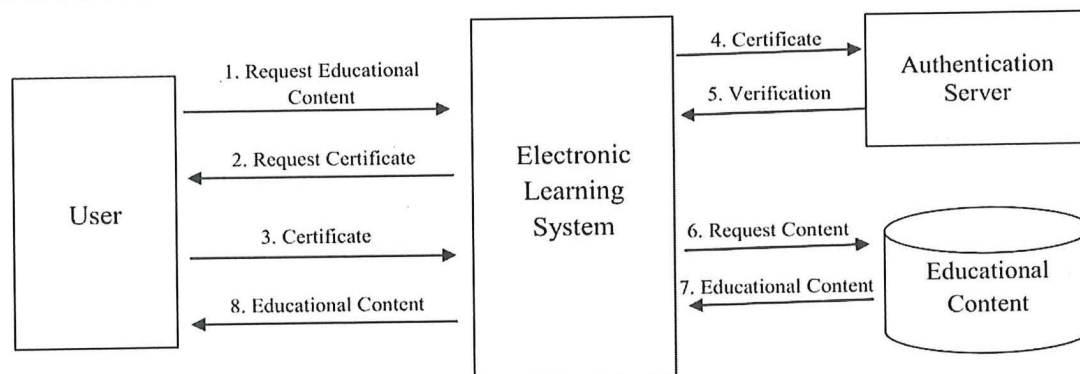 1. Request Educational
Content
2. Request Certificate
3. Certificate
8. Educational Content
User
Electronic
Learning
System
4. Certificate
5. Verification
Authentication
Server
6. Request Content
7. Educational Content
Educational
Content